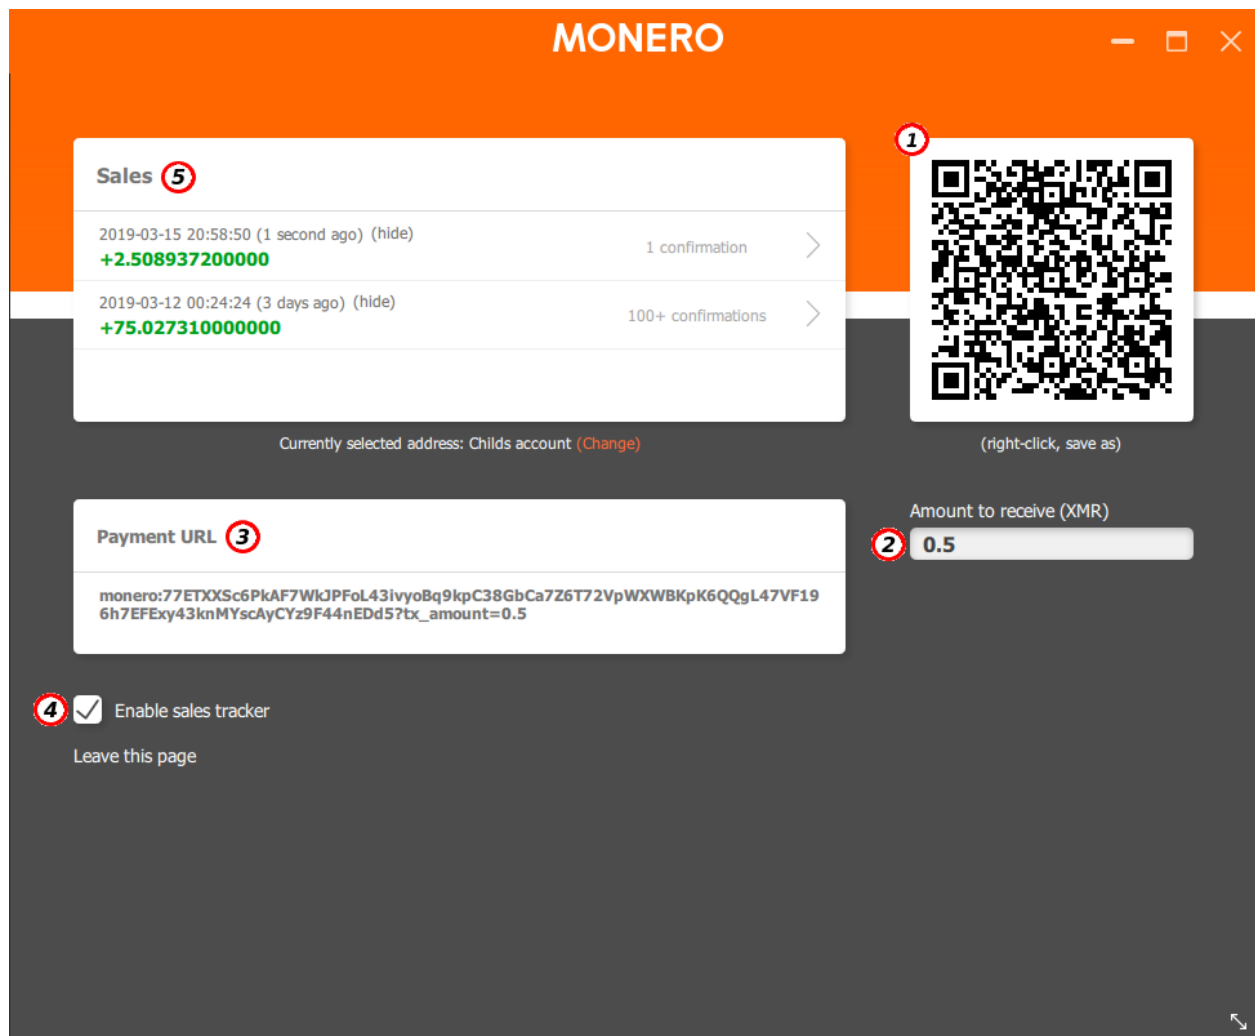 MONERO
1
Sales 5
2019-03-15 20:58:50 (1 second ago) (hide)
1 confirmation
+2.508937200000
2019-03-12 00:24:24 (3 days ago) (hide)
100+ confirmations
+75.027310000000
Currently selected address: Childs account (Change)
(right-click, save as)
Payment URL 3
Amount to receive (XMR)
2 0.5
monero:77ETXXSc6PkAF7WkJPFoL43ivyoBq9kpC38GbCa7Z6T72VpWXWBKpK6QQgL47VF19
6h7EFExy43knMYscAyCYz9F44nEDd5?tx_amount=0.5
4 Enable sales tracker
Leave this page